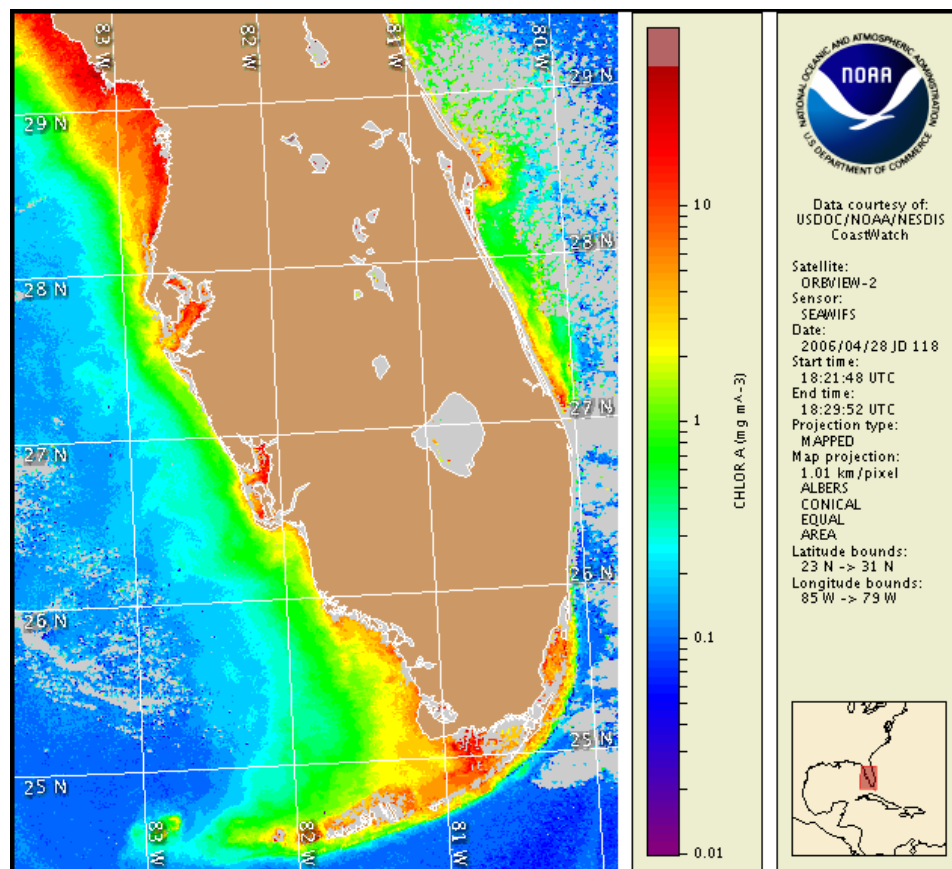 83 W
82 W
81 W
80 W
29 N
29 N
28 N
28 N
27 N
27 N
26 N
26 N
25 N
25 N
83 W
82 W
81 W
10
1
0.1
0.01
CHLOR A (mg m^-3)
NATIONAL OCEANIC AND ATMOSPHERIC ADMINISTRATION
NOAA
U.S. DEPARTMENT OF COMMERCE
Data courtesy of:
USDOC/NOAA/NESDIS
CoastWatch
Satellite:
ORBVIEW-2
Sensor:
SEAWIFS
Date:
2006/04/28 JD 118
Start time:
18:21:48 UTC
End time:
18:29:52 UTC
Projection type:
MAPPED
Map projection:
1.01 km/pixel
ALBERS
CONICAL
EQUAL
AREA
Latitude bounds:
23 N -> 31 N
Longitude bounds:
85 W -> 79 W